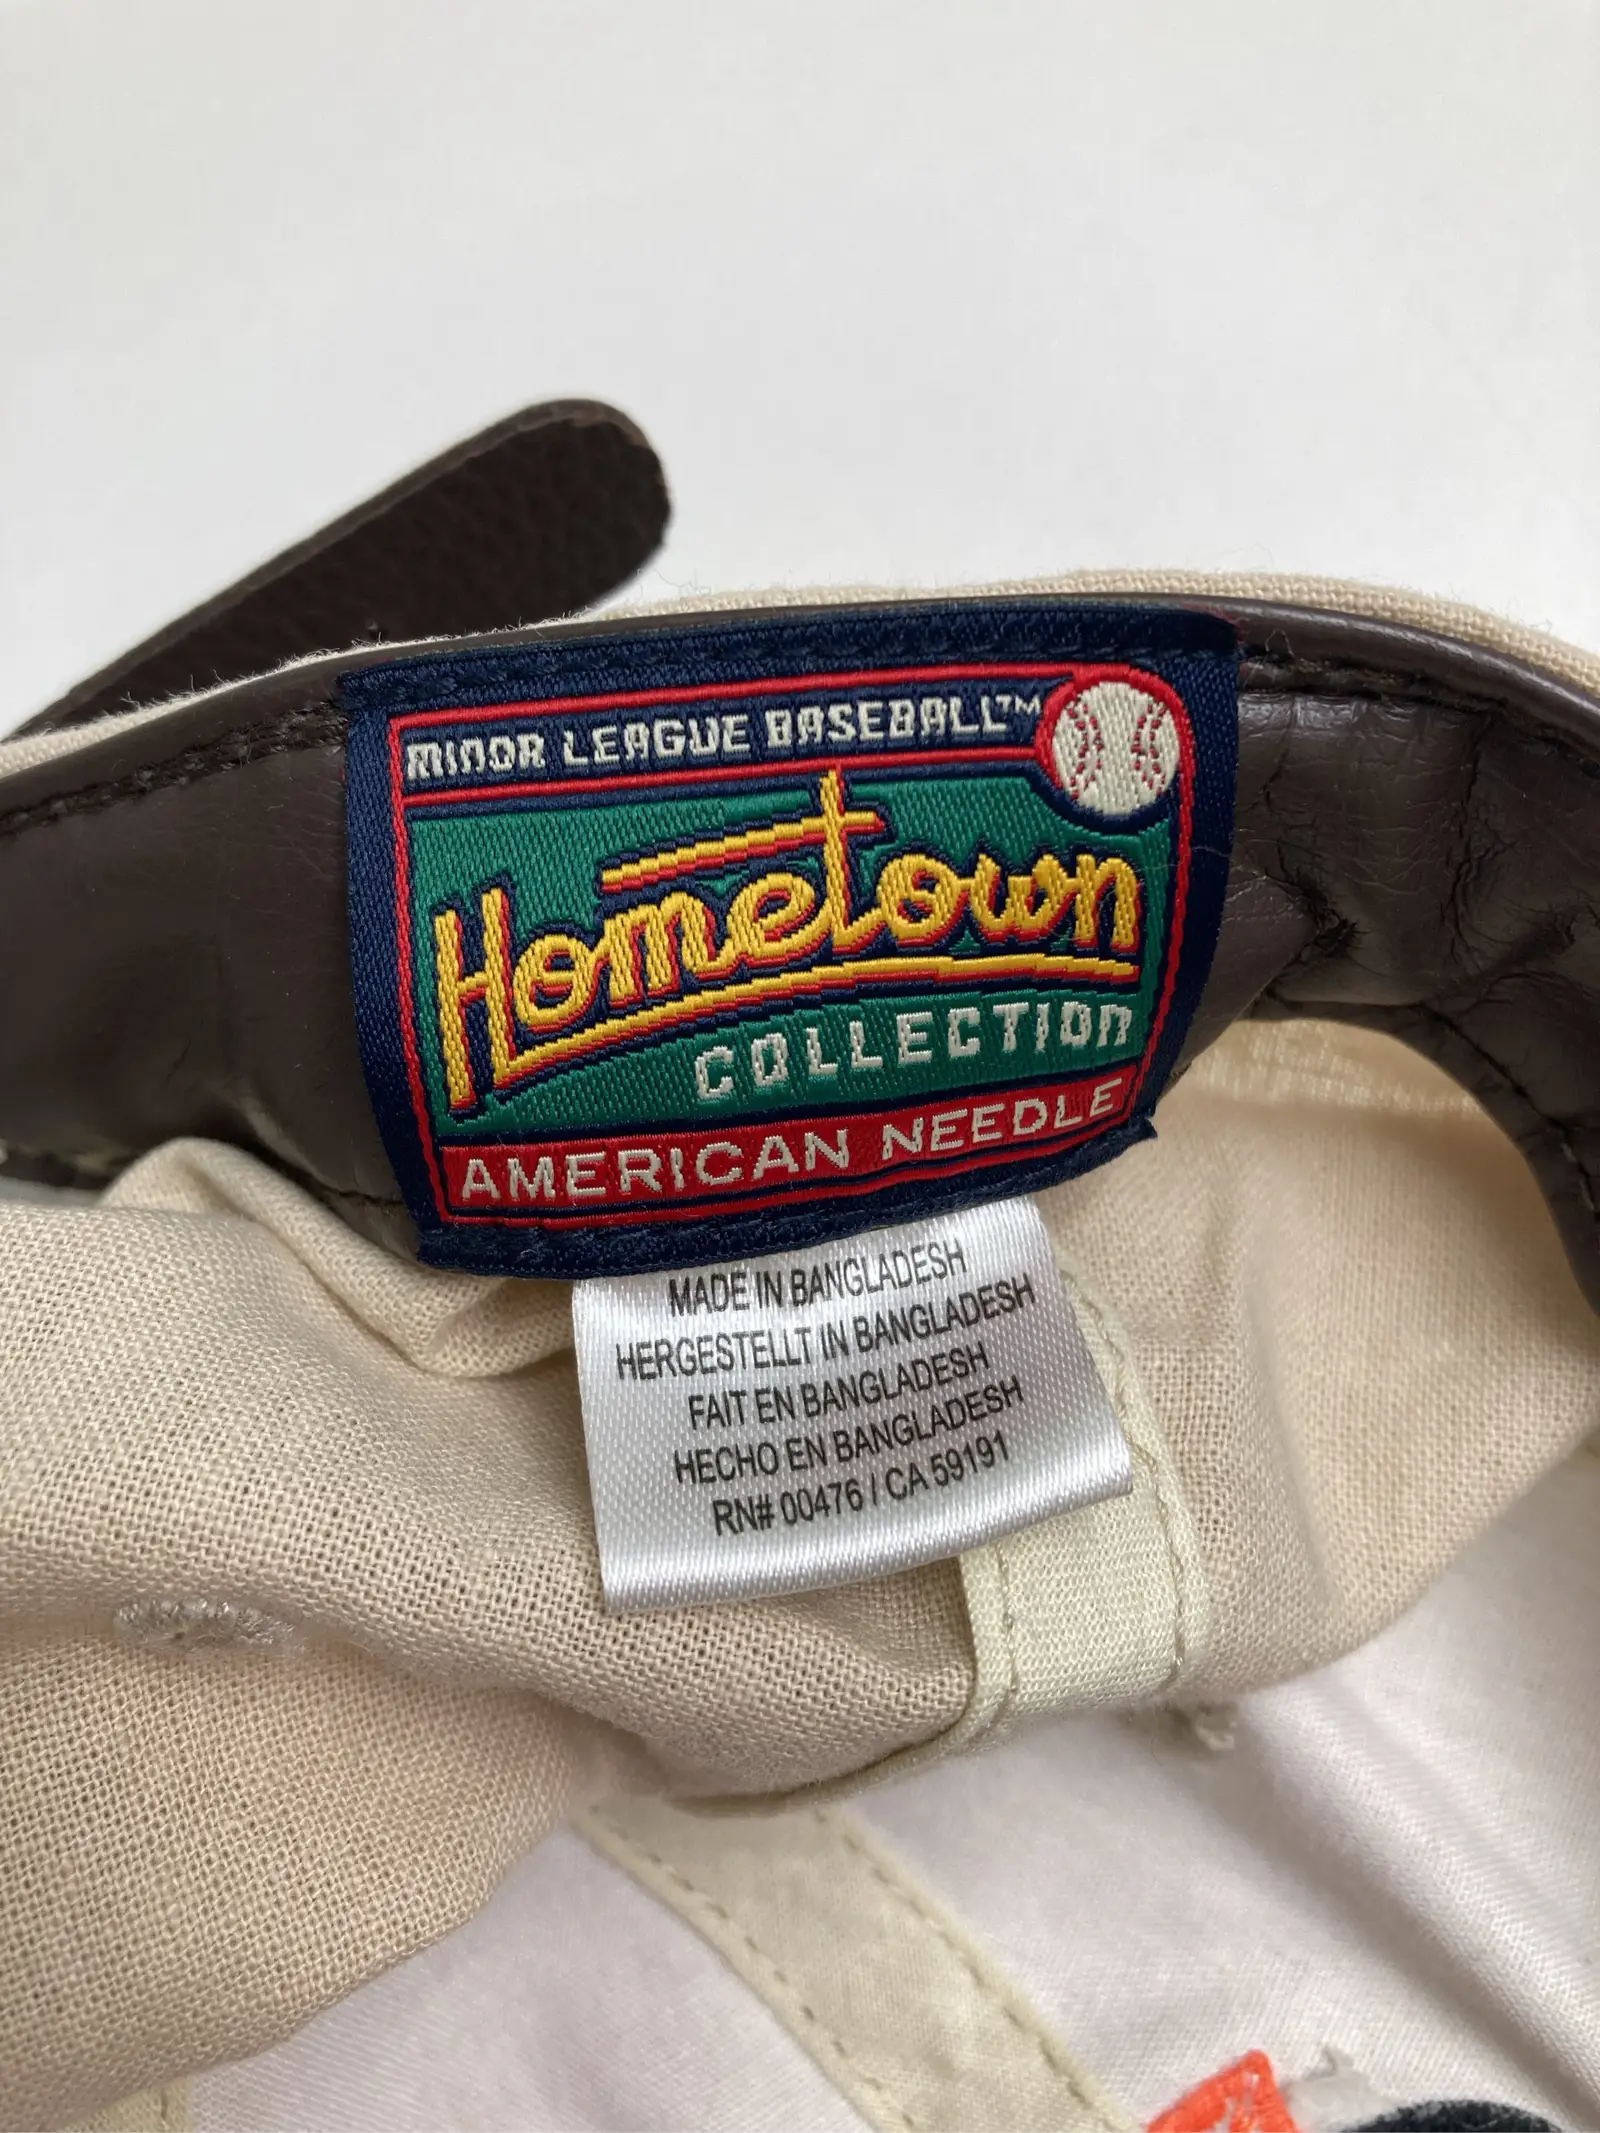 MINOR LEAGUE BASEBALL™
Hometown
COLLECTION
AMERICAN NEEDLE
MADE IN BANGLADESH
HERGESTELLT IN BANGLADESH
FAIT EN BANGLADESH
HECHO EN BANGLADESH
RN# 00476 / CA 59191